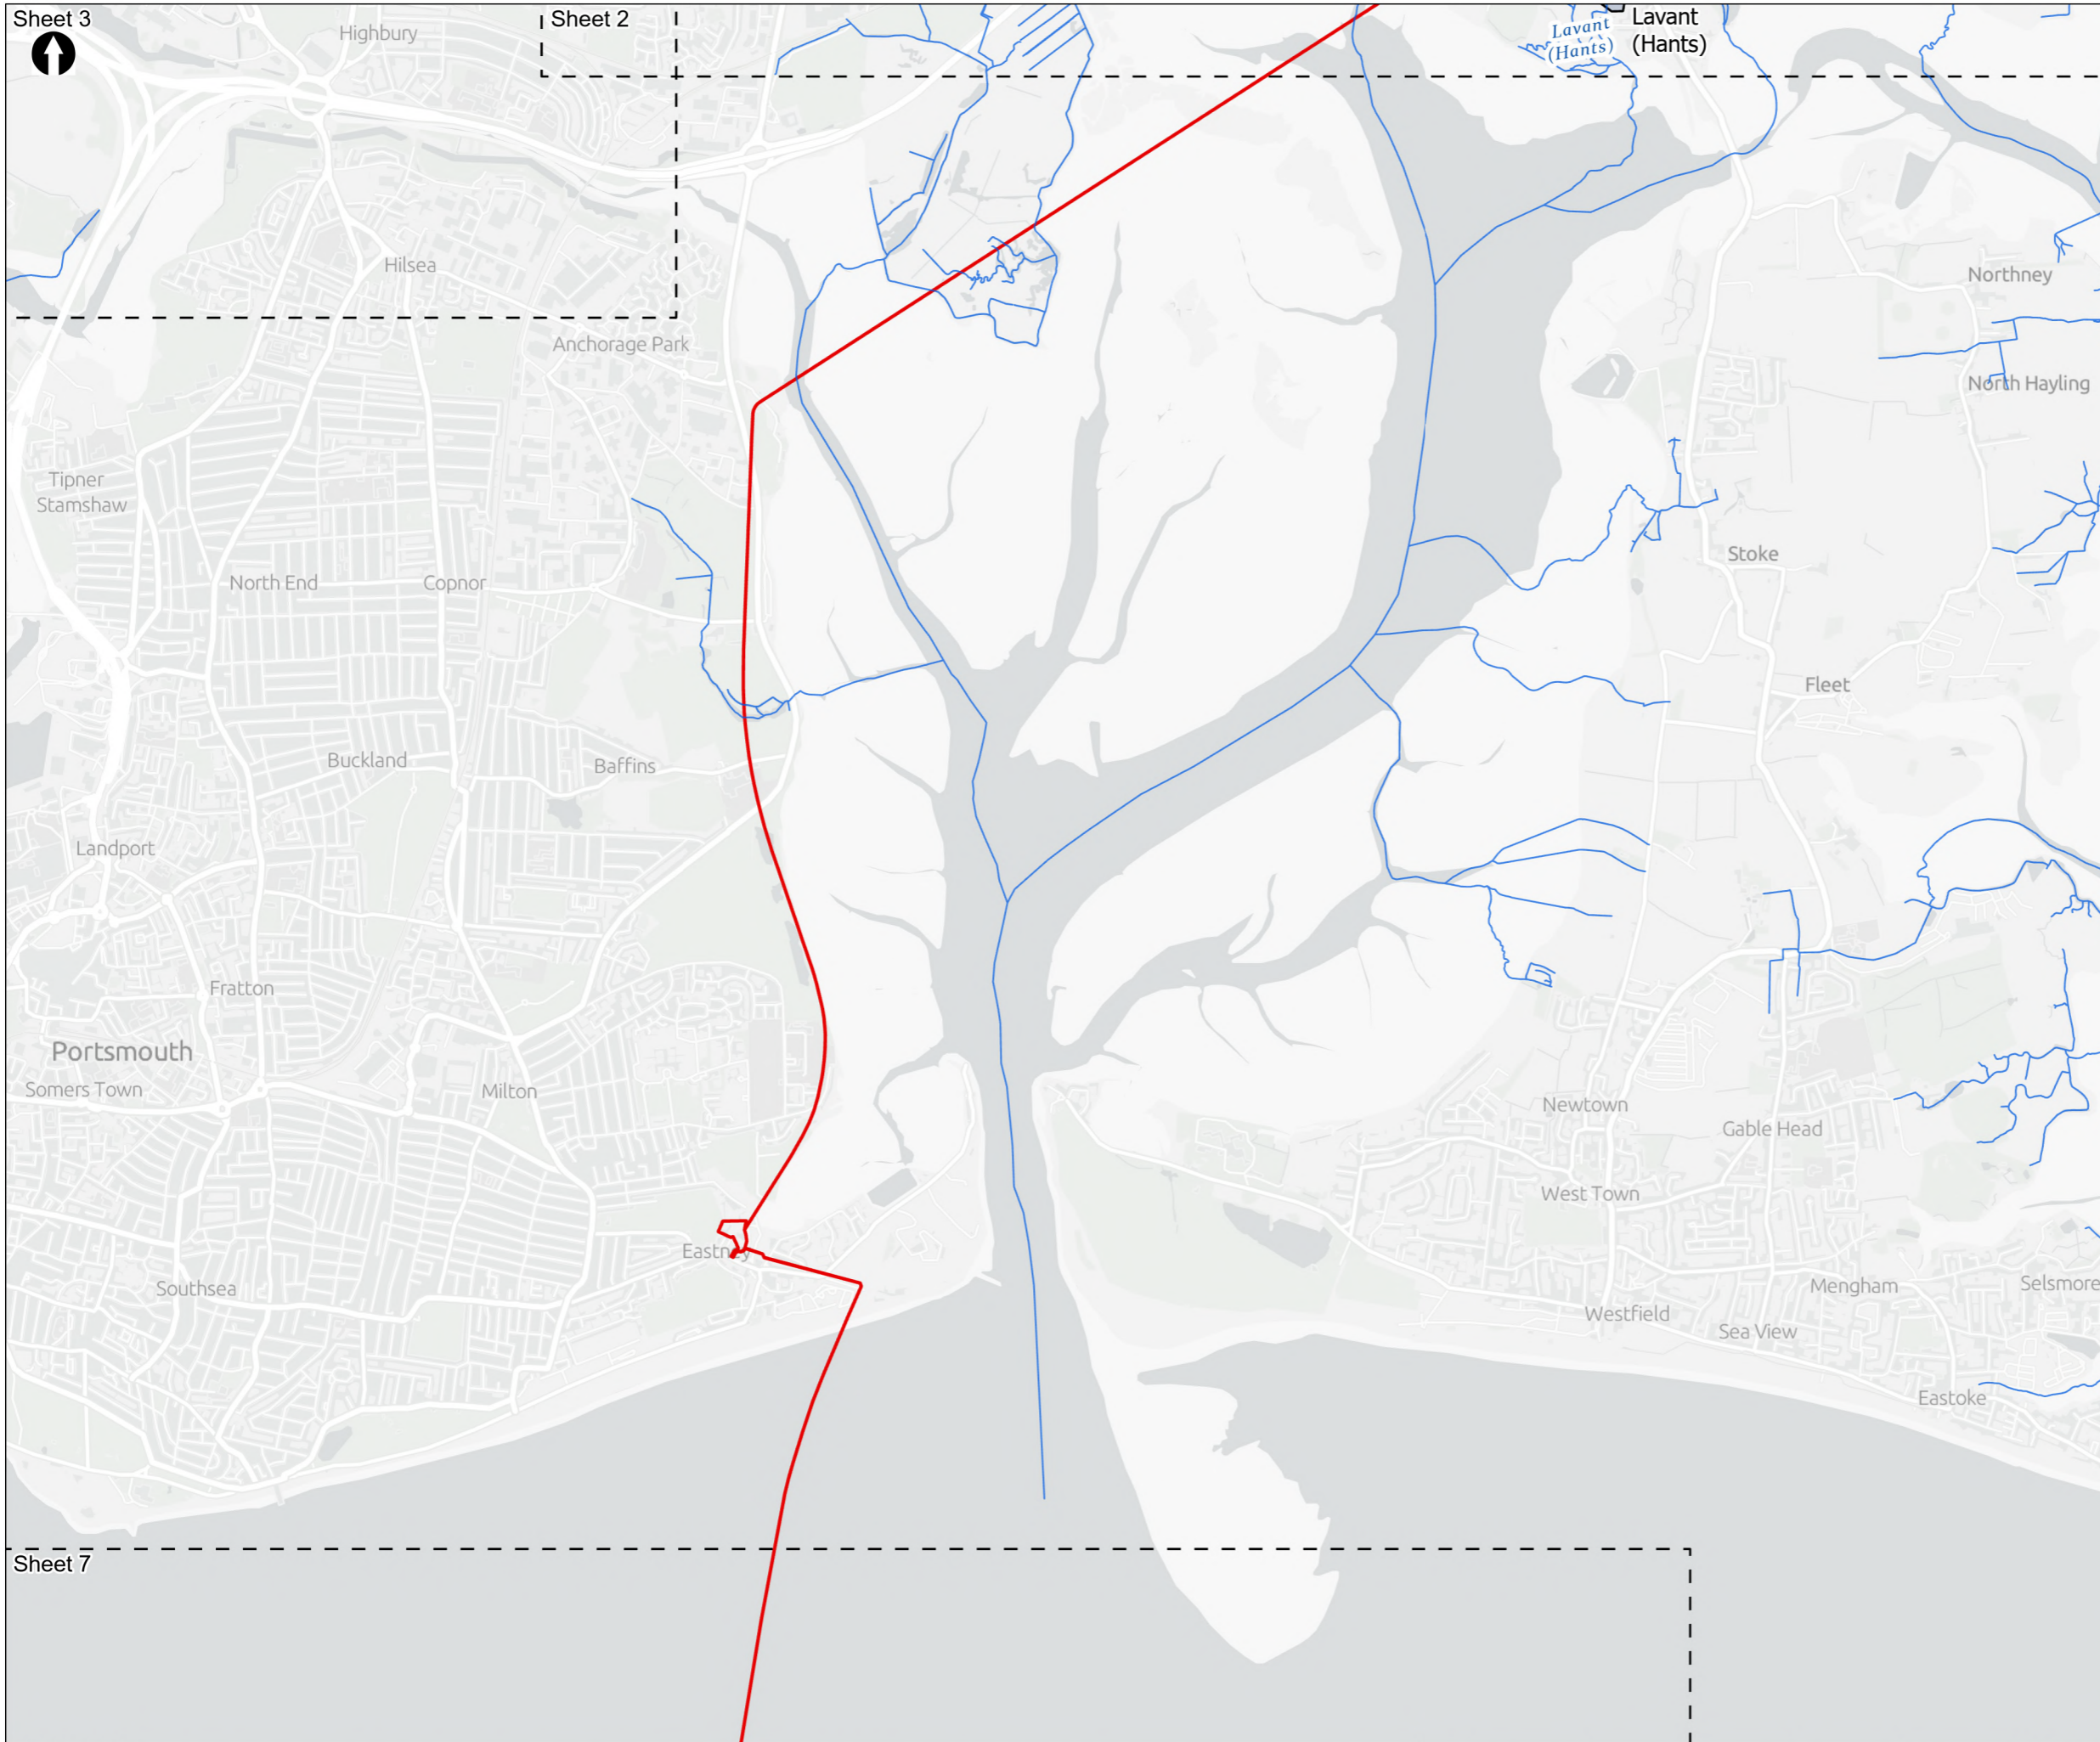 Sheet 3
Sheet 2
Highbury
Lavant
(Hants)
Lavant
(Hants)
Hilsea
Northney
Anchorage Park
North Hayling
Tipner
Stamshaw
Stoke
North End
Copnor
Fleet
Buckland
Baffins
Landport
Fratton
Portsmouth
Somers Town
Milton
Newtown
Gable Head
West Town
Eastney
Southsea
Mengham
Selsmore
Westfield
Sea View
Eastoke
Sheet 7